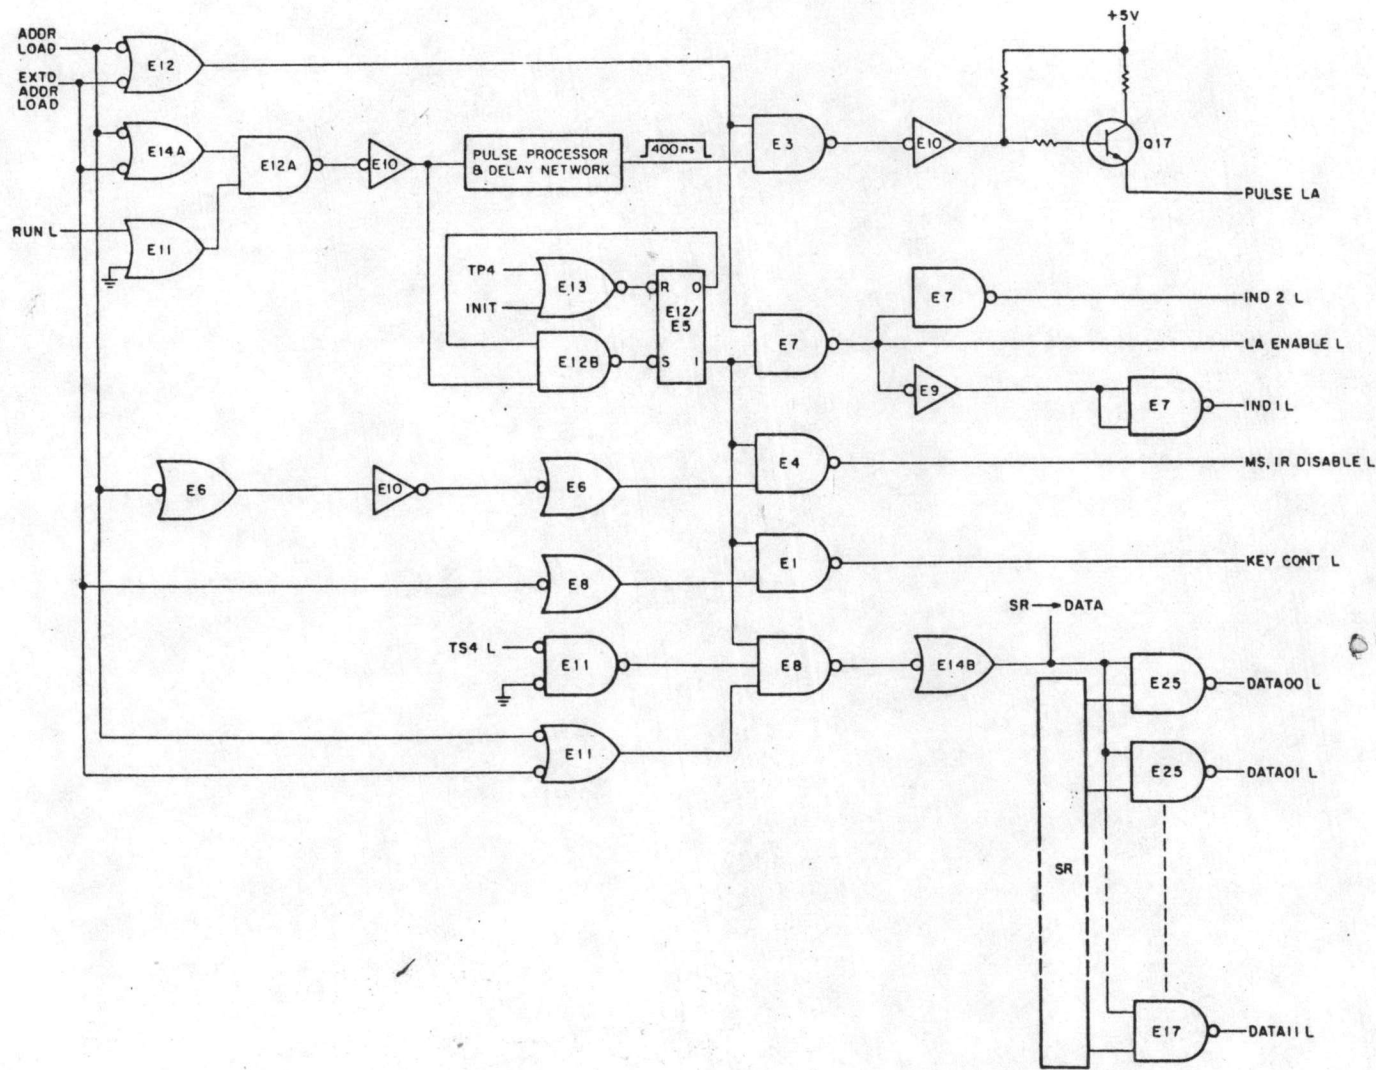 +5V
ADDR
LOAD
EXTD
ADDR
LOAD
E12
E14A
E12A
E10
PULSE PROCESSOR
& DELAY NETWORK
400ns
E3
E10
Q17
PULSE LA
RUN L
E11
TP4
INIT
E13
R 0
E12/
E5
S 1
E12B
E7
E7
IND 2 L
LA ENABLE L
E9
E7
IND 1 L
E6
E10
E6
E4
MS, IR DISABLE L
E8
E1
KEY CONT L
SR → DATA
TS4 L
E11
E8
E14B
E25
DATA00 L
E11
E25
DATA01 L
SR
E17
DATA11 L